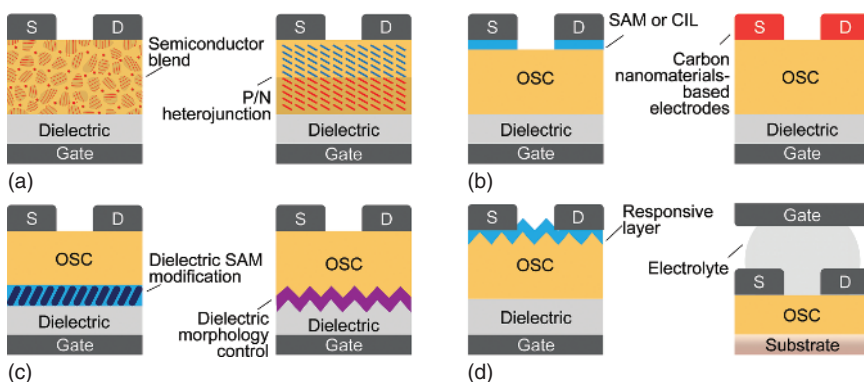 S D
Semiconductor
blend
P/N
heterojunction
Dielectric
Gate
S D
Dielectric
Gate
(a)
S D
SAM or CIL
OSC
Dielectric
Gate
S D
Carbon
nanomaterials-
based
electrodes
OSC
Dielectric
Gate
(b)
S D
OSC
Dielectric SAM
modification
Dielectric
Gate
S D
OSC
Dielectric
morphology
control
Dielectric
Gate
(c)
S D
Responsive
layer
OSC
Dielectric
Gate
Gate
Electrolyte
S D
OSC
Substrate
(d)